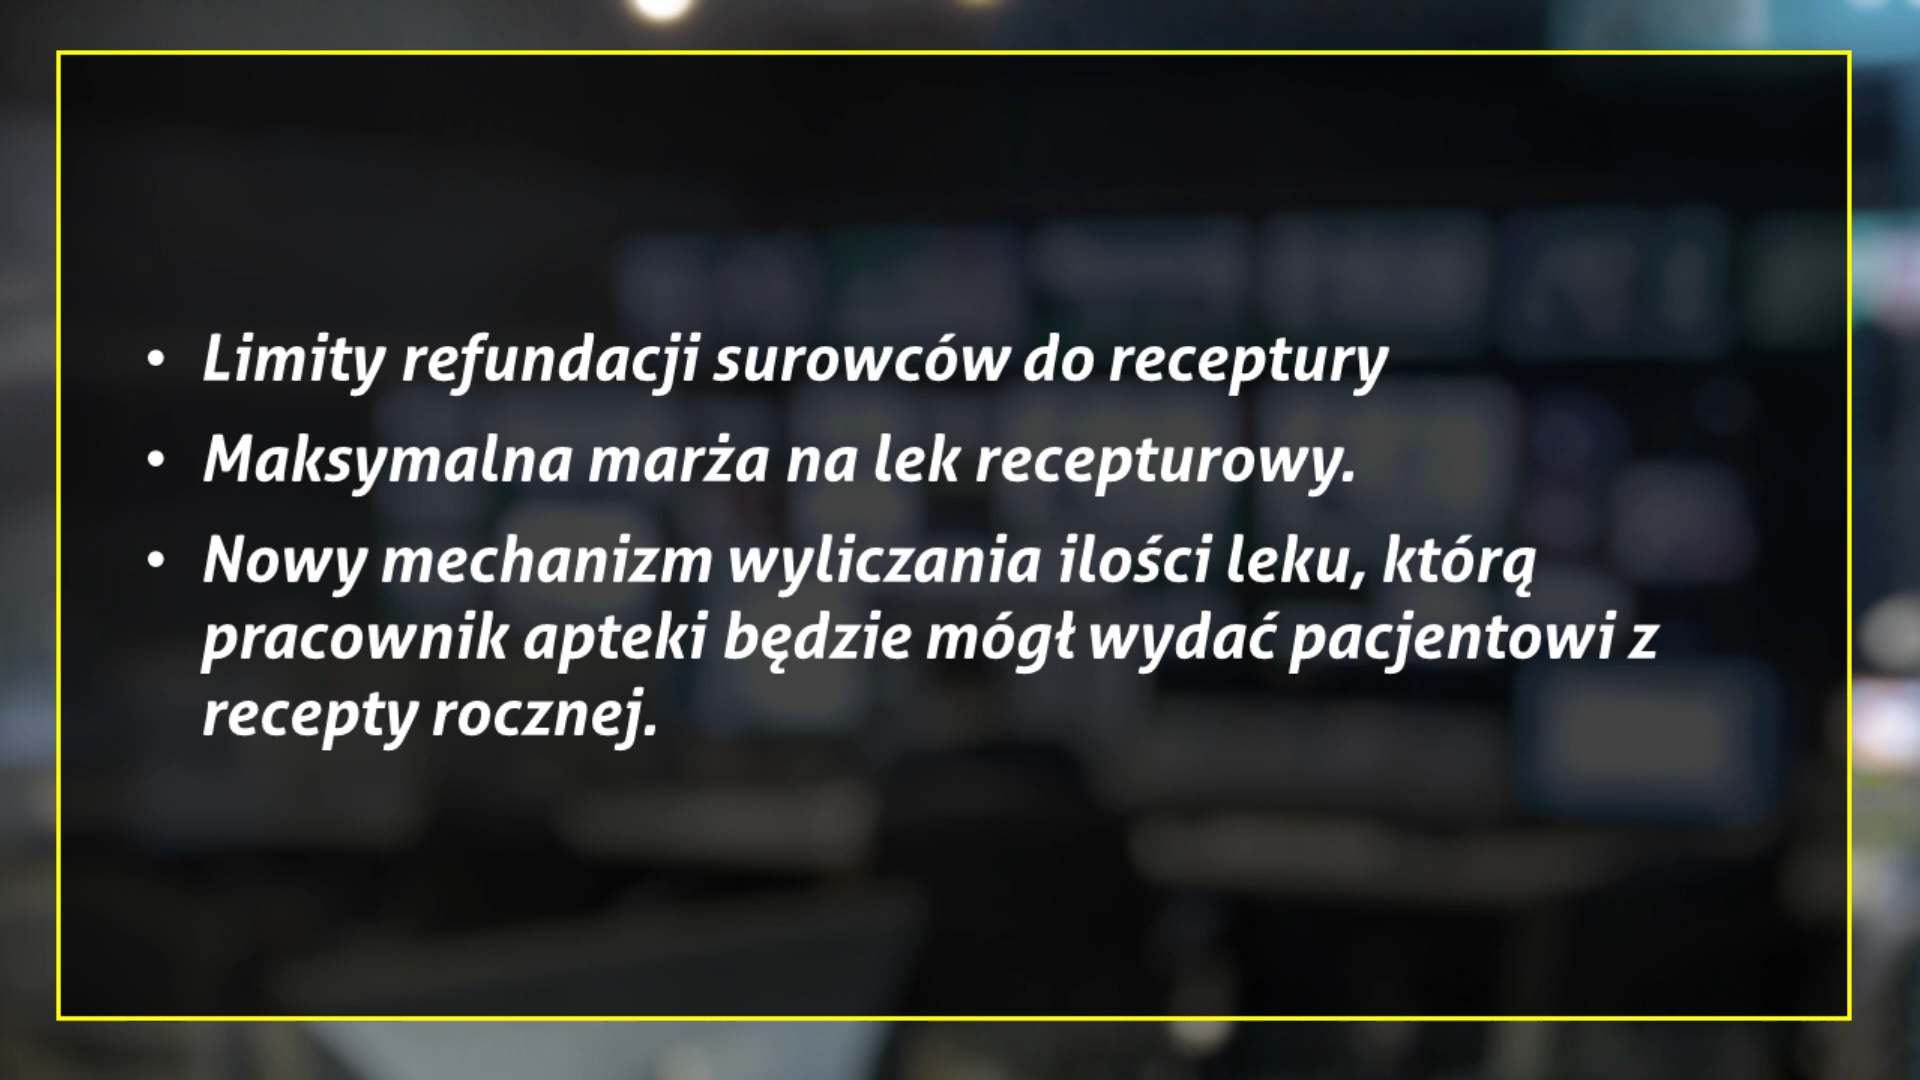 • Limity refundacji surowców do receptury
• Maksymalna marża na lek recepturowy.
• Nowy mechanizm wyliczania ilości leku, którą
pracownik apteki będzie mógł wydać pacjentowi z
recepty rocznej.